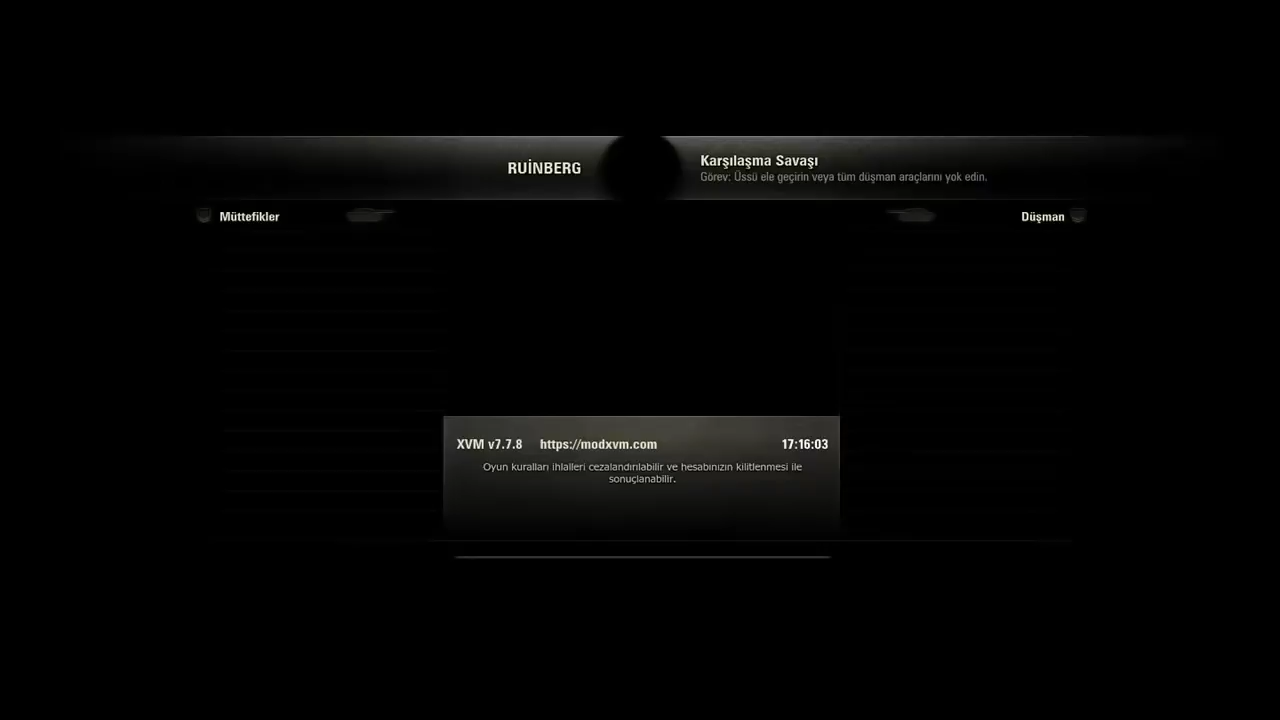 RUİNBERG
Karşılaşma Savaşı
Görev: Üssü ele geçirin veya tüm düşman araçlarını yok edin.
Müttefikler
Düşman
XVM v7.7.8 https://modxvm.com 17:16:03
Oyun kuralları ihlalleri cezalandırılabilir ve hesabınızın kilitlenmesi ile
sonuçlanabilir.